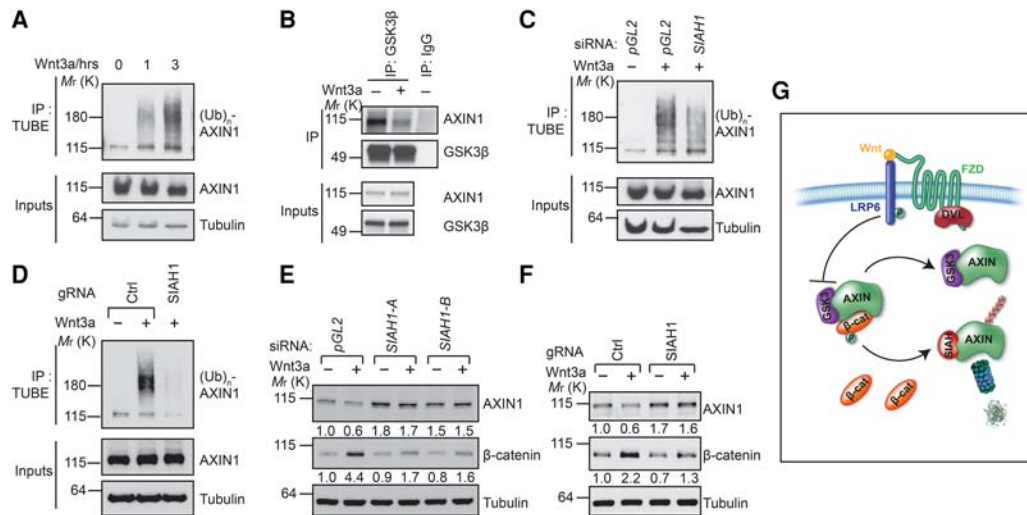 A
Wnt3a/hrs 0 1 3
Mr (K)
IP : TUBE
180
115
(Ub)n-AXIN1
Inputs
115
AXIN1
64
Tubulin
B
IP: GSK3β
IP: IgG
Wnt3a
– + –
Mr (K)
IP
115
AXIN1
49
GSK3β
Inputs
115
AXIN1
49
GSK3β
C
siRNA: pGL2 pGL2 SIAH1
Wnt3a – + +
Mr (K)
IP : TUBE
180
115
(Ub)n-AXIN1
Inputs
115
AXIN1
64
Tubulin
D
gRNA Ctrl SIAH1
Wnt3a – + +
Mr (K)
IP : TUBE
180
115
(Ub)n-AXIN1
Inputs
115
AXIN1
64
Tubulin
E
siRNA: pGL2 SIAH1-A SIAH1-B
Wnt3a – + – + – +
Mr (K)
115
AXIN1
1.0 0.6 1.8 1.7 1.5 1.5
115
β-catenin
1.0 4.4 0.9 1.7 0.8 1.6
64
Tubulin
F
gRNA Ctrl SIAH1
Wnt3a – + – +
Mr (K)
115
AXIN1
1.0 0.6 1.7 1.6
115
β-catenin
1.0 2.2 0.7 1.3
64
Tubulin
G
Wnt
FZD
LRP6
P
DVL
GSK3
AXIN
GSK3
AXIN
β-cat
P
SIAH
AXIN
β-cat
β-cat